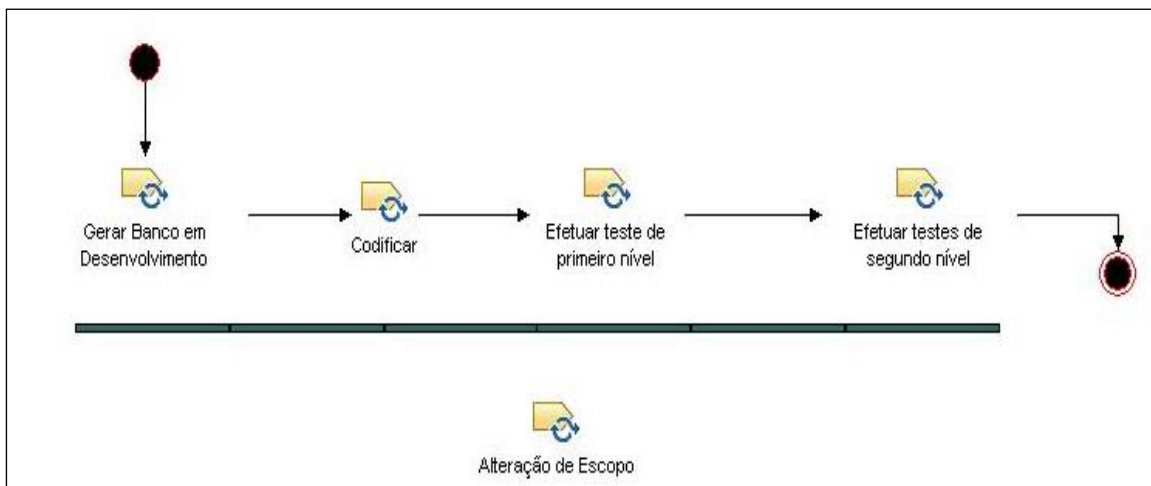 Gerar Banco em
Desenvolvimento
Codificar
Efetuar teste de
primeiro nível
Efetuar testes de
segundo nível
Alteração de Escopo